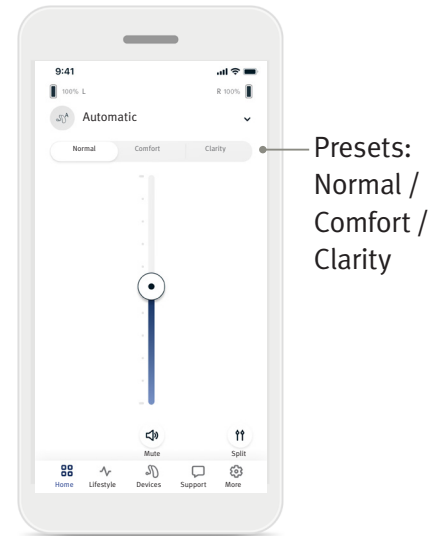 9:41
100% L
R 100%
Automatic
Normal Comfort Clarity
Presets:
Normal /
Comfort /
Clarity
Mute Split
Home Lifestyle Devices Support More